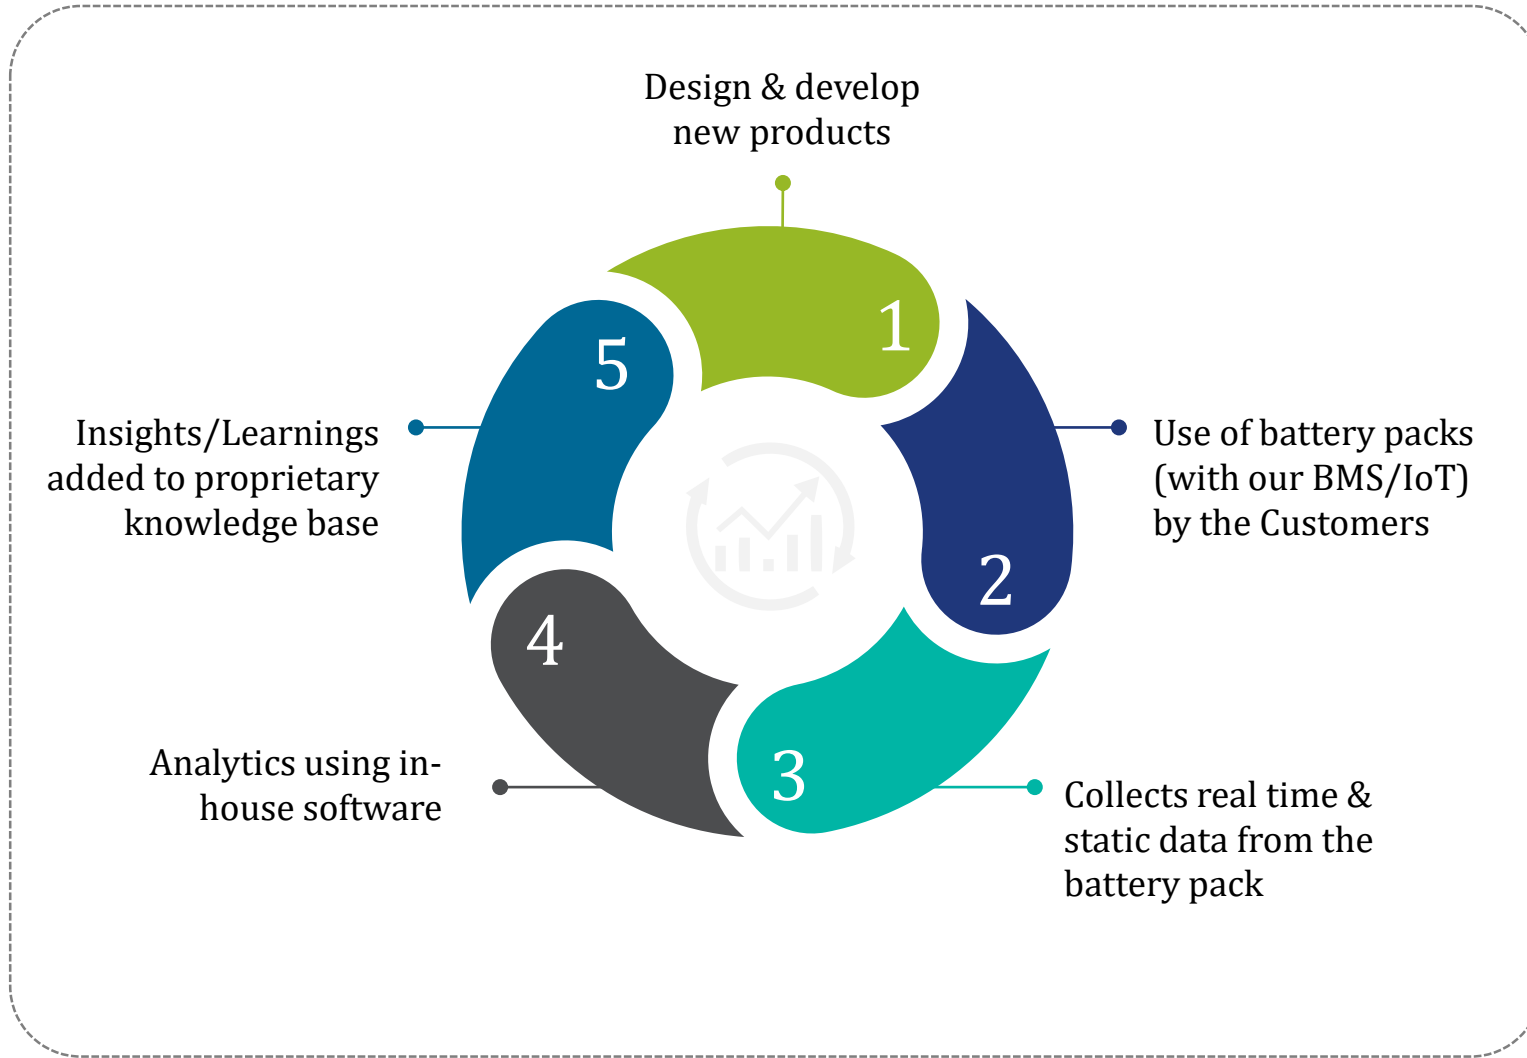 Design & develop
new products
1
Use of battery packs
(with our BMS/IoT)
by the Customers
2
Collects real time &
static data from the
battery pack
3
Analytics using in-
house software
4
Insights/Learnings
added to proprietary
knowledge base
5